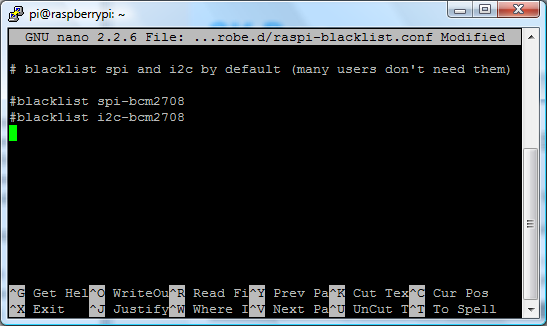 pi@raspberrypi: ~
GNU nano 2.2.6 File: ...robe.d/raspi-blacklist.conf Modified
# blacklist spi and i2c by default (many users don't need them)
#blacklist spi-bcm2708
#blacklist i2c-bcm2708
^G Get Hel^O WriteOu^R Read Fi^Y Prev Pa^K Cut Tex^C Cur Pos
^X Exit ^J Justify^W Where I^V Next Pa^U UnCut T^T To Spell